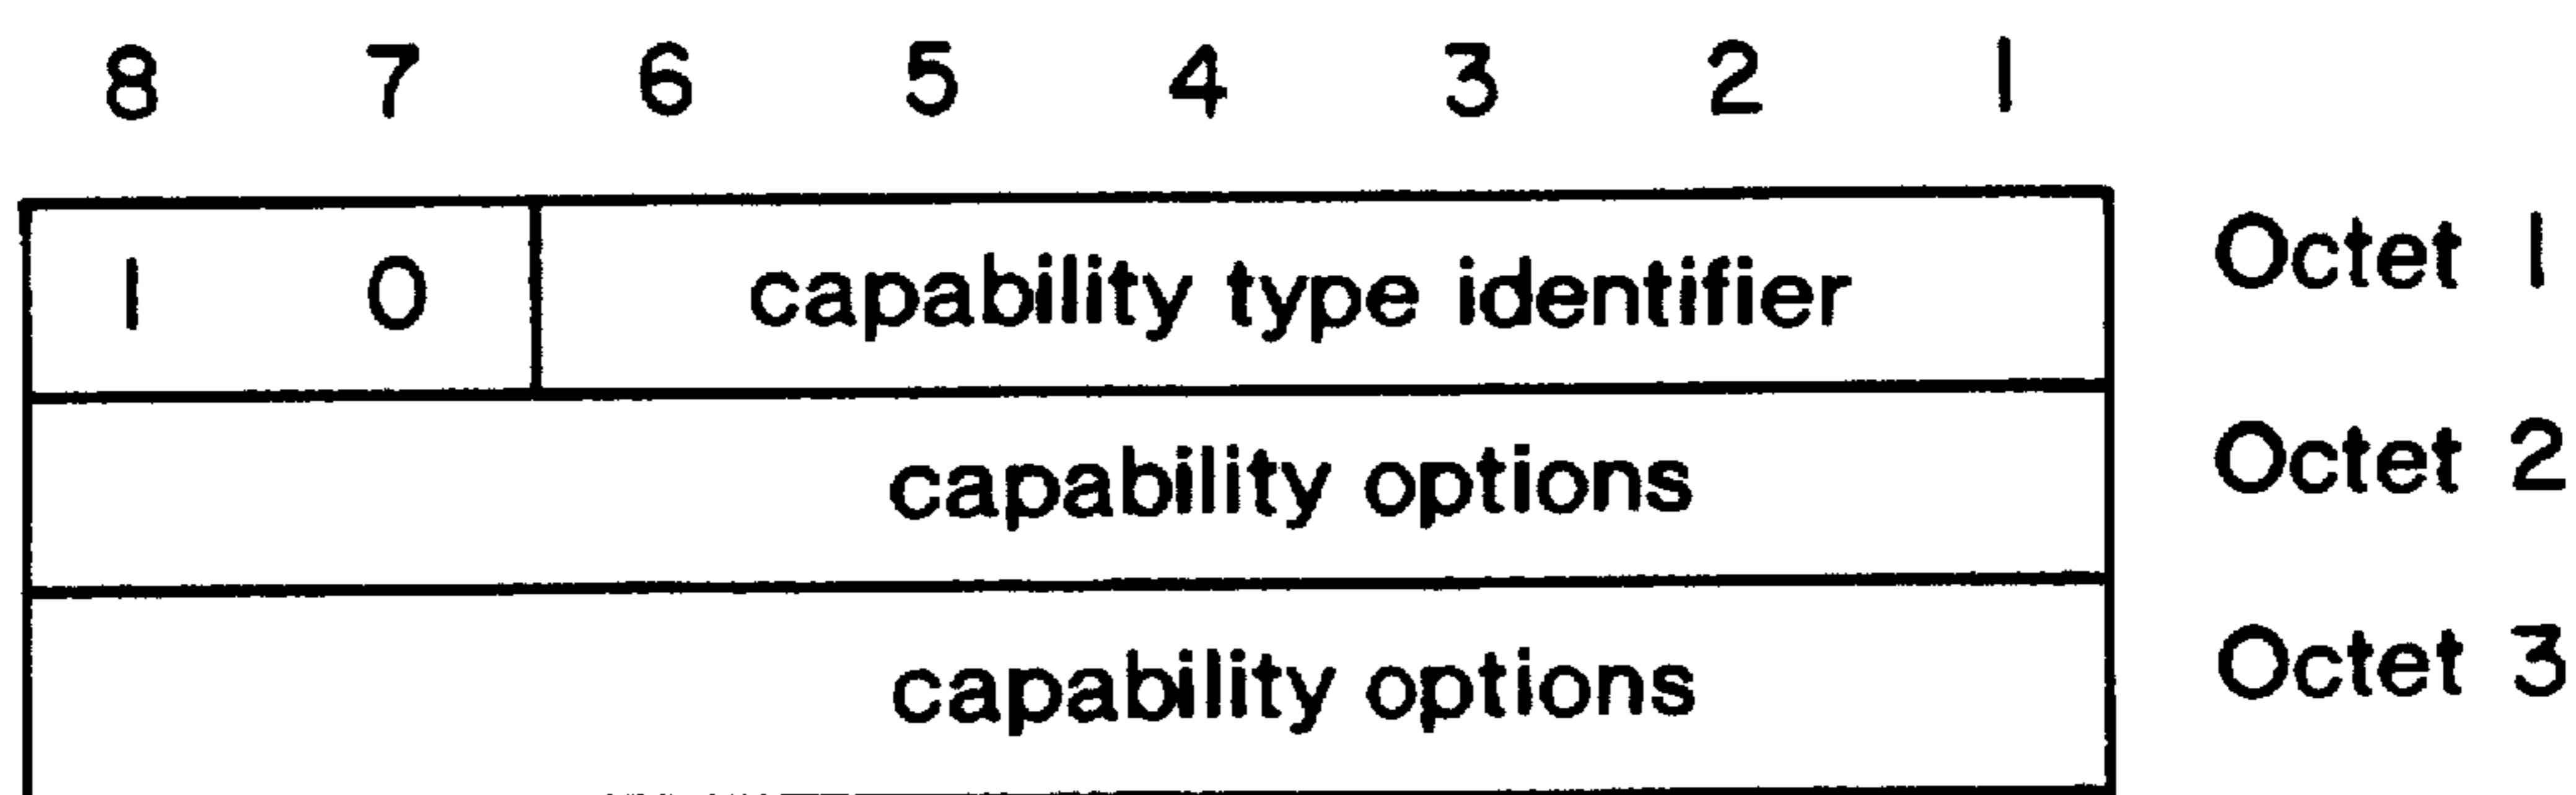 8 7 6 5 4 3 2 1
1 0 capability type identifier Octet 1
capability options Octet 2
capability options Octet 3